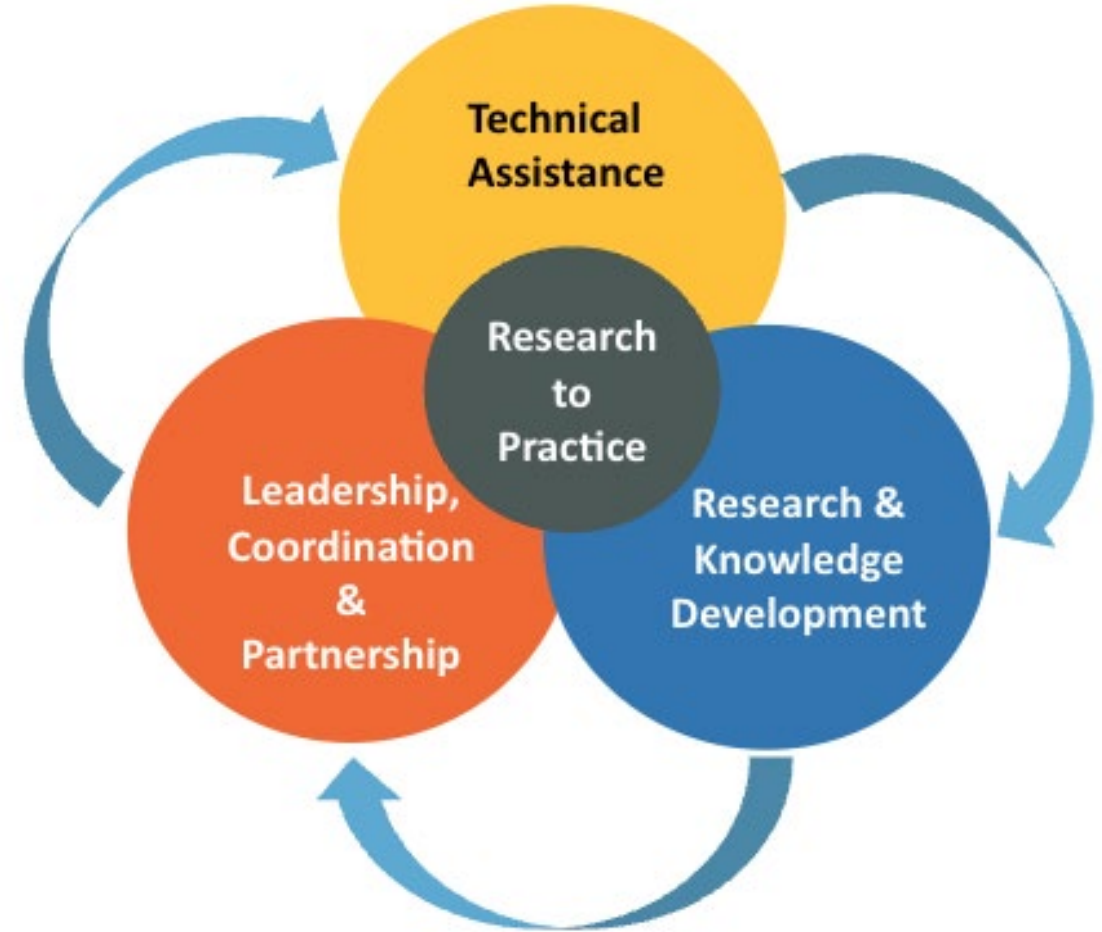 Technical
Assistance
Research
to
Practice
Leadership,
Coordination
&
Partnership
Research &
Knowledge
Development